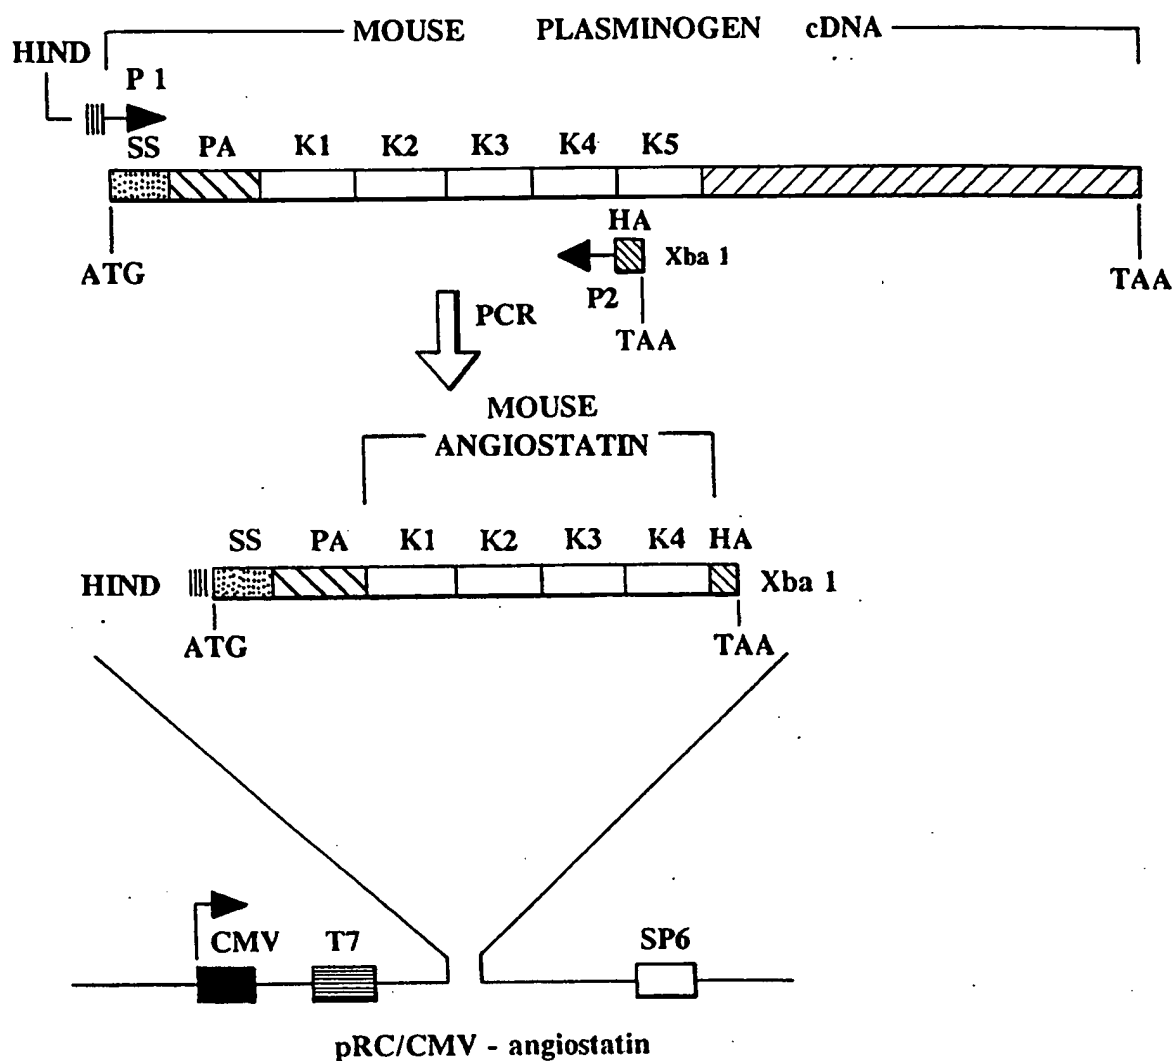 MOUSE PLASMINOGEN cDNA
HIND
P 1
SS PA K1 K2 K3 K4 K5
HA
Xba 1
ATG
P2
TAA
TAA
PCR
MOUSE
ANGIOSTATIN
SS PA K1 K2 K3 K4 HA
HIND
Xba 1
ATG
TAA
CMV T7 SP6
pRC/CMV - angiostatin